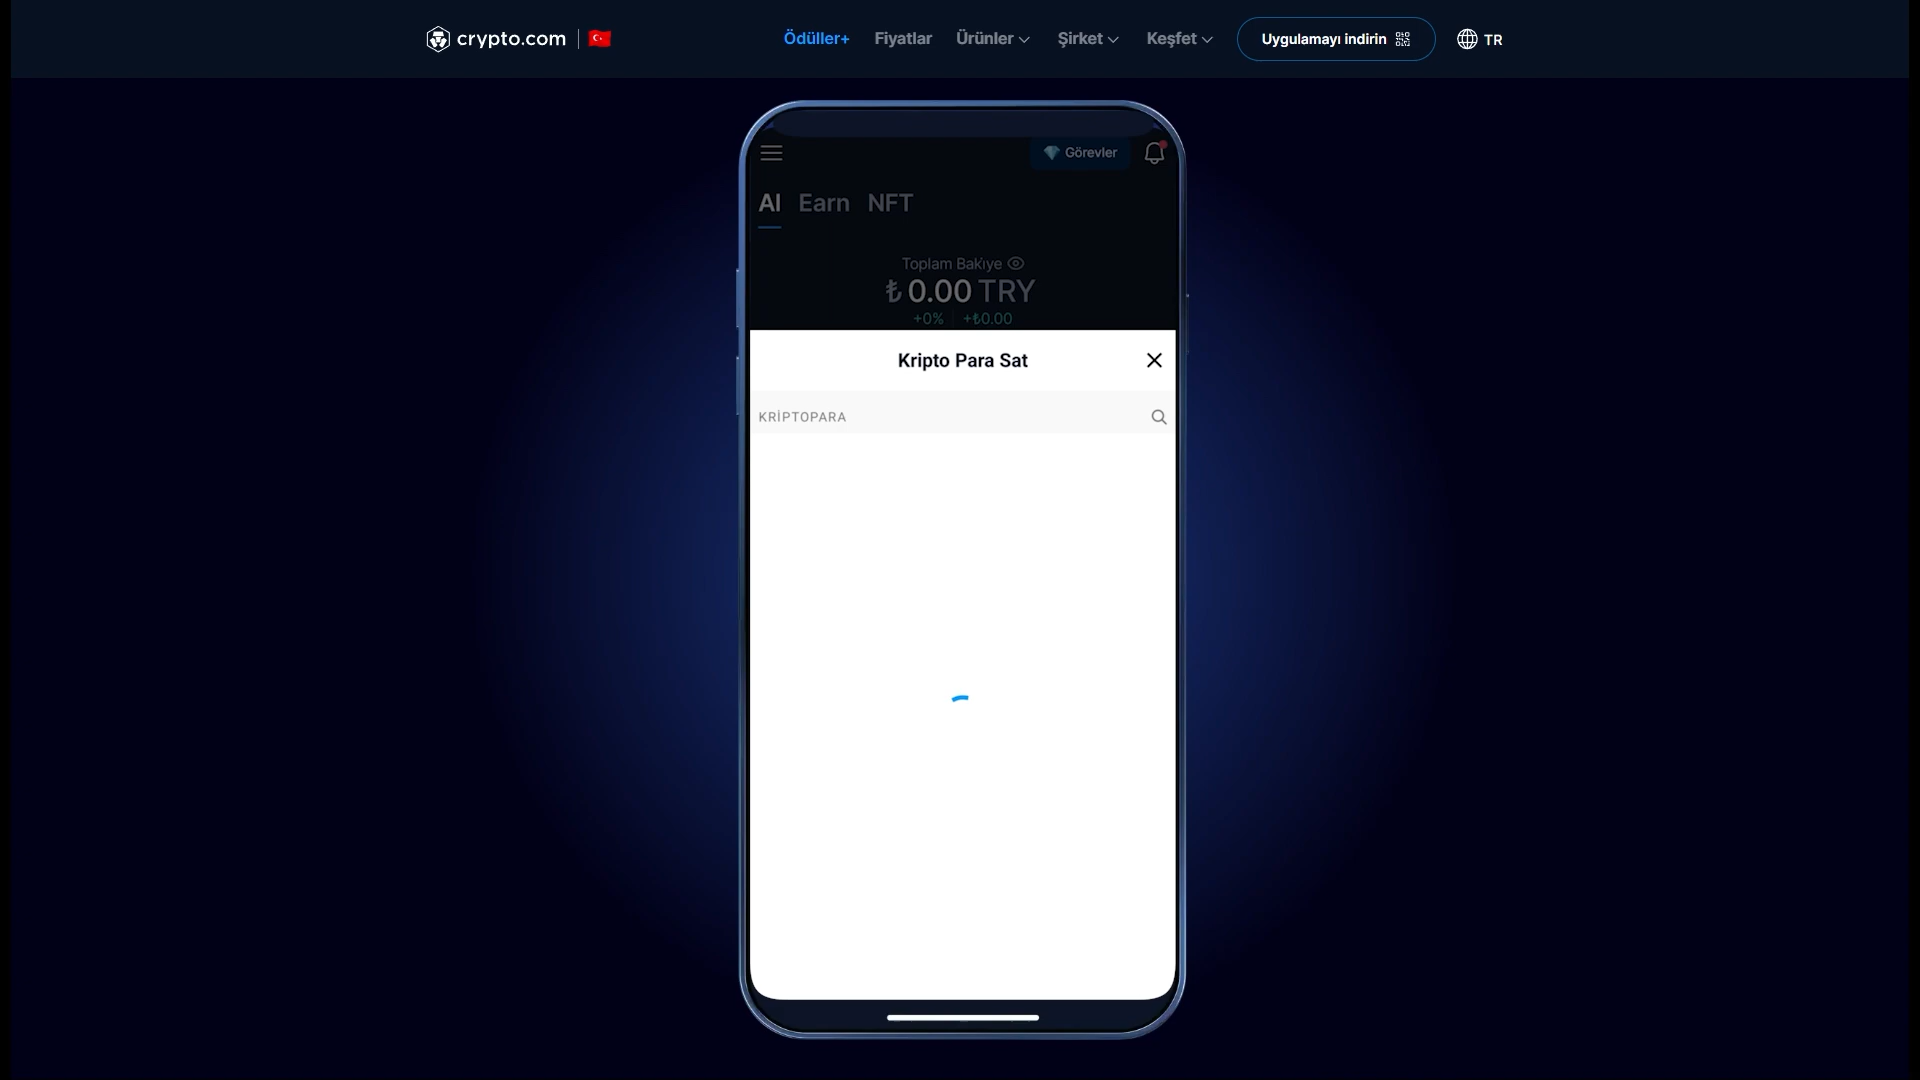 crypto.com
Ödüller+ Fiyatlar Ürünler Şirket Keşfet Uygulamayı indirin TR
Görevler
Al Earn NFT
Toplam Bakiye
₺ 0.00 TRY
+0% +₺0.00
Kripto Para Sat
KRİPTOPARA